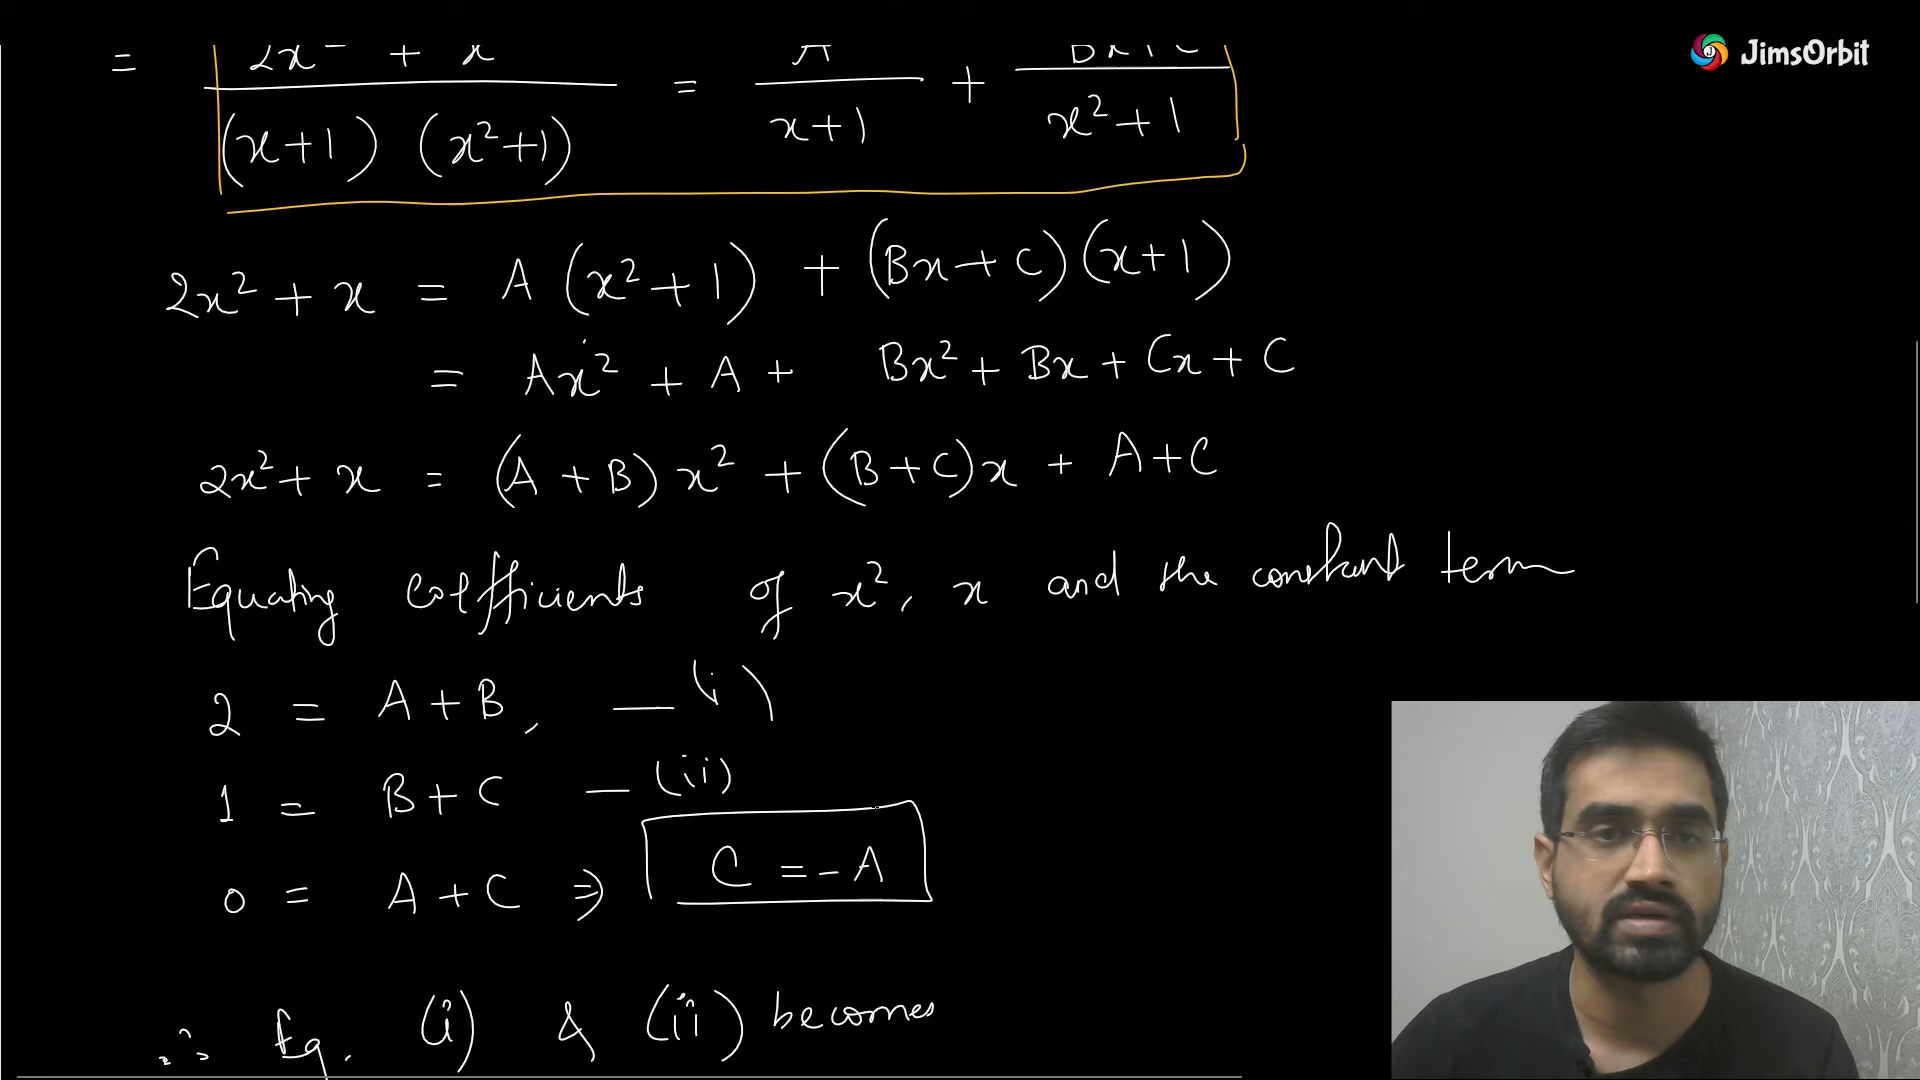 JimsOrbit
= 2x² + x / (x+1) (x²+1) = A / x+1 + Bx+C / x²+1
2x² + x = A (x² + 1) + (Bx + C) (x + 1)
= Ax² + A + Bx² + Bx + Cx + C
2x² + x = (A + B) x² + (B + C)x + A + C
Equating coefficients of x², x and the constant term
2 = A + B, — (i)
1 = B + C — (ii)
0 = A + C ⇒ C = - A
∴ Eq. (i) & (ii) becomes